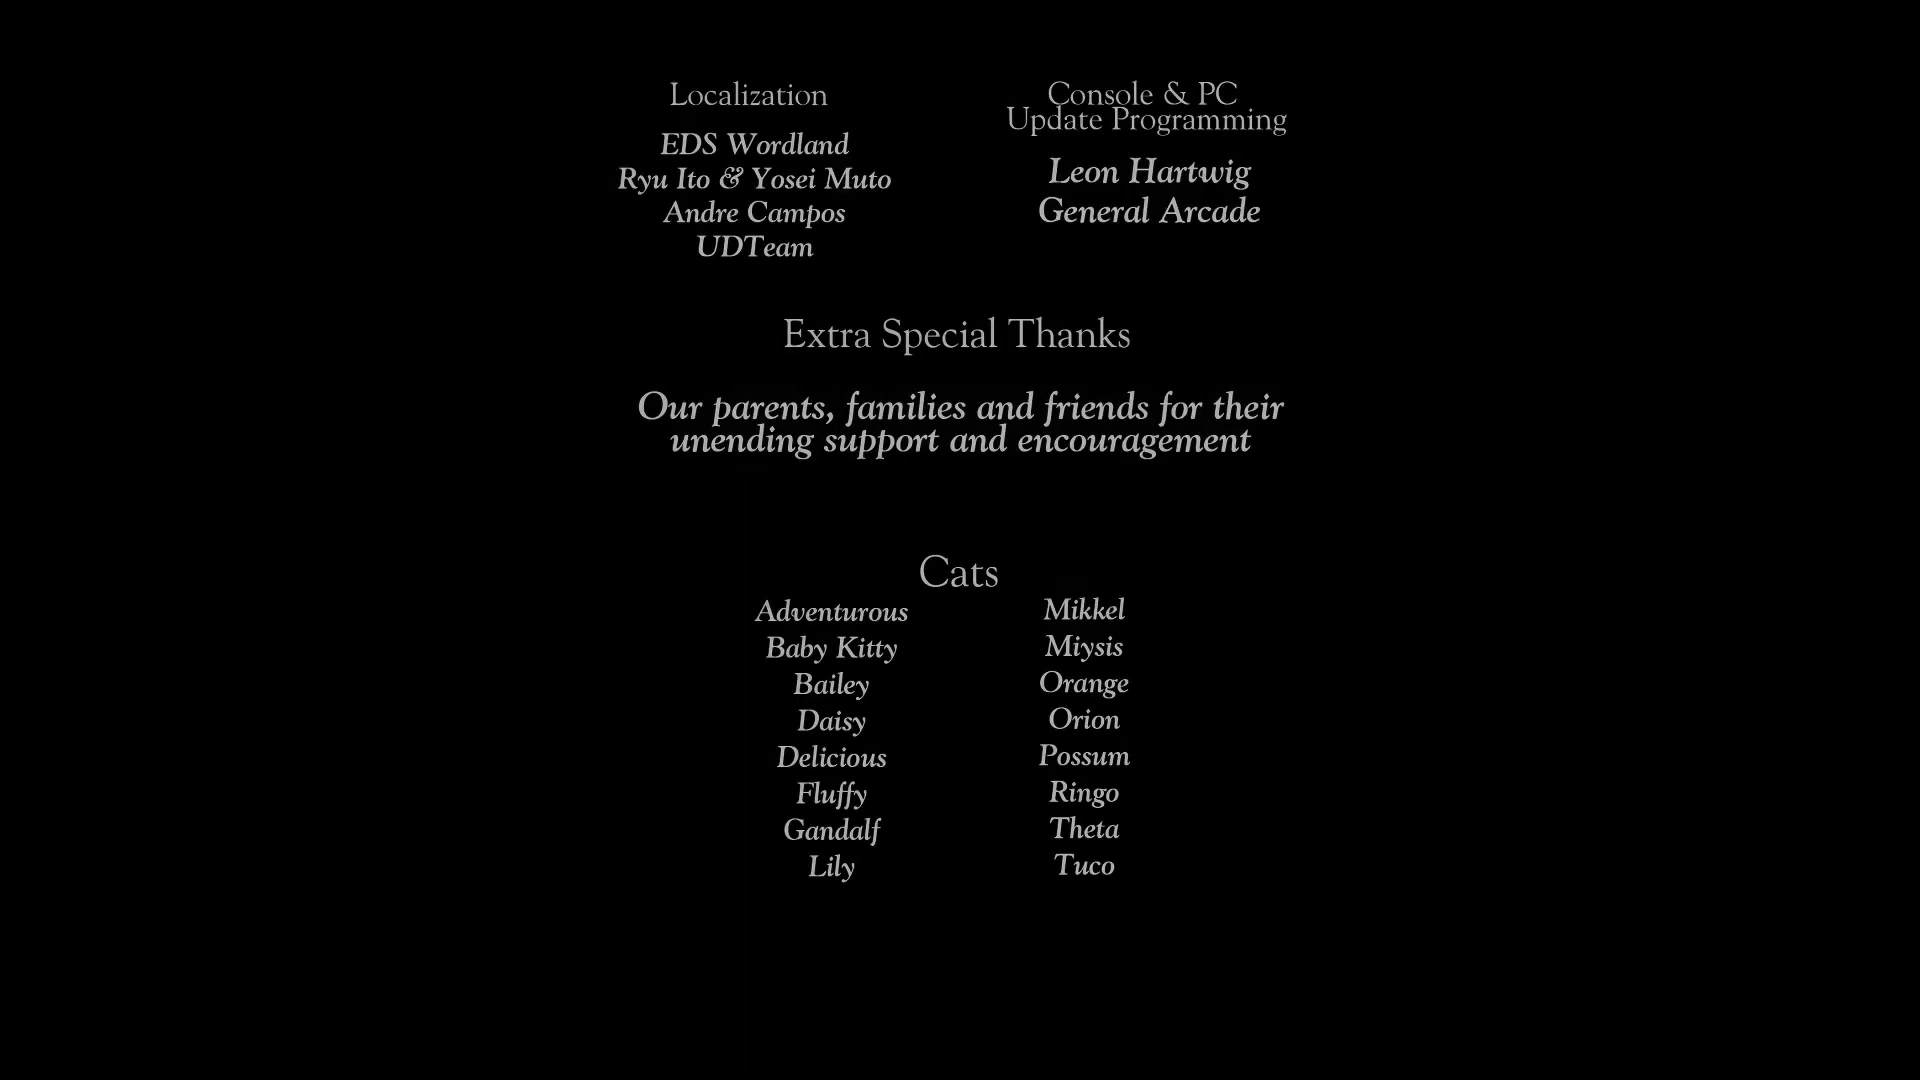 Localization
EDS Wordland
Ryu Ito & Yosei Muto
Andre Campos
UDTeam
Console & PC
Update Programming
Leon Hartwig
General Arcade
Extra Special Thanks
Our parents, families and friends for their
unending support and encouragement
Cats
Adventurous
Baby Kitty
Bailey
Daisy
Delicious
Fluffy
Gandalf
Lily
Mikkel
Miysis
Orange
Orion
Possum
Ringo
Theta
Tuco